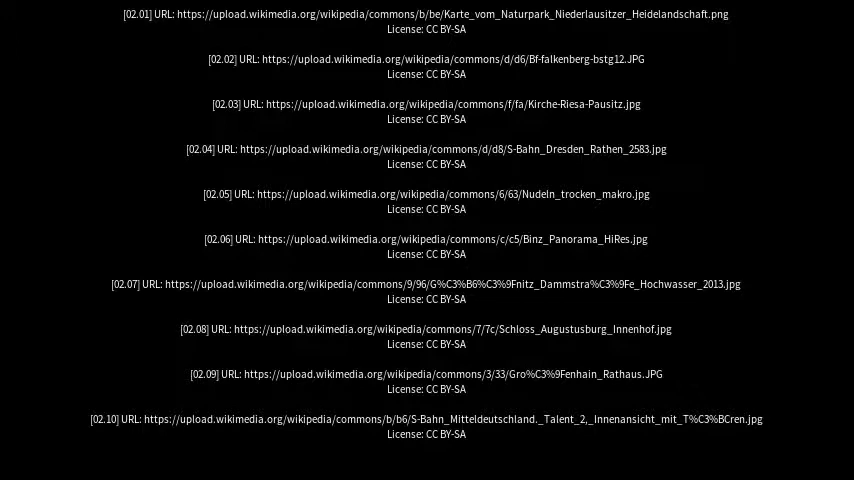 [02.01] URL: https://upload.wikimedia.org/wikipedia/commons/b/be/Karte_vom_Naturpark_Niederlausitzer_Heidelandschaft.png
License: CC BY-SA
[02.02] URL: https://upload.wikimedia.org/wikipedia/commons/d/d6/Bf-falkenberg-bstg12.JPG
License: CC BY-SA
[02.03] URL: https://upload.wikimedia.org/wikipedia/commons/f/fa/Kirche-Riesa-Pausitz.jpg
License: CC BY-SA
[02.04] URL: https://upload.wikimedia.org/wikipedia/commons/d/d8/S-Bahn_Dresden_Rathen_2583.jpg
License: CC BY-SA
[02.05] URL: https://upload.wikimedia.org/wikipedia/commons/6/63/Nudeln_trocken_makro.jpg
License: CC BY-SA
[02.06] URL: https://upload.wikimedia.org/wikipedia/commons/c/c5/Binz_Panorama_HiRes.jpg
License: CC BY-SA
[02.07] URL: https://upload.wikimedia.org/wikipedia/commons/9/96/G%C3%B6%C3%9Fnitz_Dammstra%C3%9Fe_Hochwasser_2013.jpg
License: CC BY-SA
[02.08] URL: https://upload.wikimedia.org/wikipedia/commons/7/7c/Schloss_Augustusburg_Innenhof.jpg
License: CC BY-SA
[02.09] URL: https://upload.wikimedia.org/wikipedia/commons/3/33/Gro%C3%9Fenhain_Rathaus.JPG
License: CC BY-SA
[02.10] URL: https://upload.wikimedia.org/wikipedia/commons/b/b6/S-Bahn_Mitteldeutschland._Talent_2,_Innenansicht_mit_T%C3%BCren.jpg
License: CC BY-SA